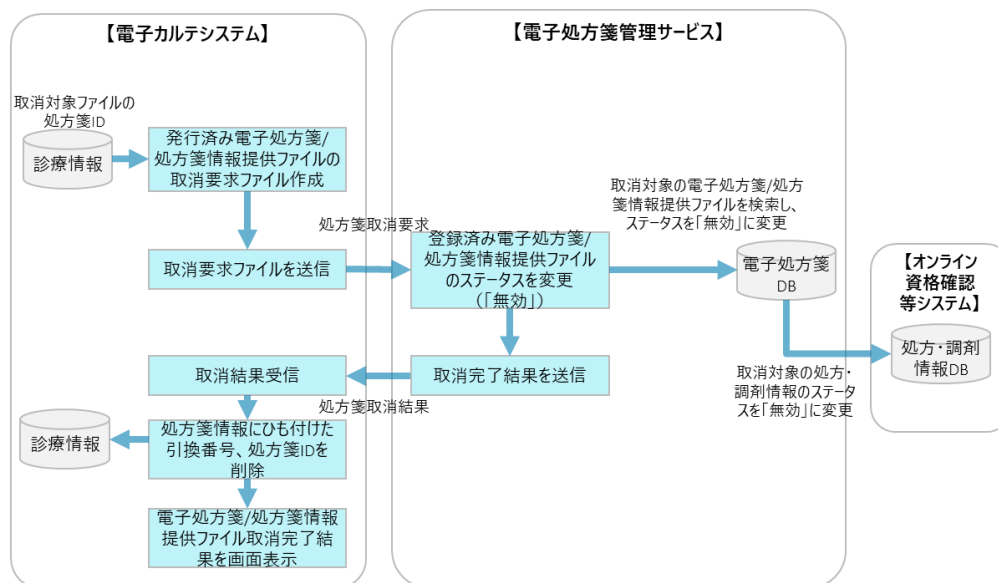 【電子カルテシステム】
取消対象ファイルの
処方箋ID
診療情報
発行済み電子処方箋/
処方箋情報提供ファイルの
取消要求ファイル作成
取消要求ファイルを送信
処方箋取消要求
【電子処方箋管理サービス】
登録済み電子処方箋/
処方箋情報提供ファイル
のステータスを変更
(「無効」)
取消対象の電子処方箋/処方
箋情報提供ファイルを検索し、
ステータスを「無効」に変更
電子処方箋
DB
【オンライン
資格確認
等システム】
処方・調剤
情報DB
取消対象の処方・
調剤情報のステータ
スを「無効」に変更
取消完了結果を送信
処方箋取消結果
取消結果受信
処方箋情報にひも付けた
引換番号、処方箋IDを
削除
診療情報
電子処方箋/処方箋情報
提供ファイル取消完了結
果を画面表示